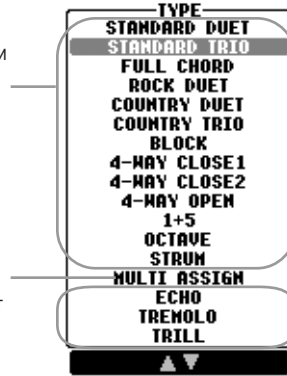 TYPE
STANDARD DUET
STANDARD TRIO
FULL CHORD
ROCK DUET
COUNTRY DUET
COUNTRY TRIO
BLOCK
4-WAY CLOSE1
4-WAY CLOSE2
4-WAY OPEN
1+5
OCTAVE
STRUM
MULTI ASSIGN
ECHO
TREMOLO
TRILL